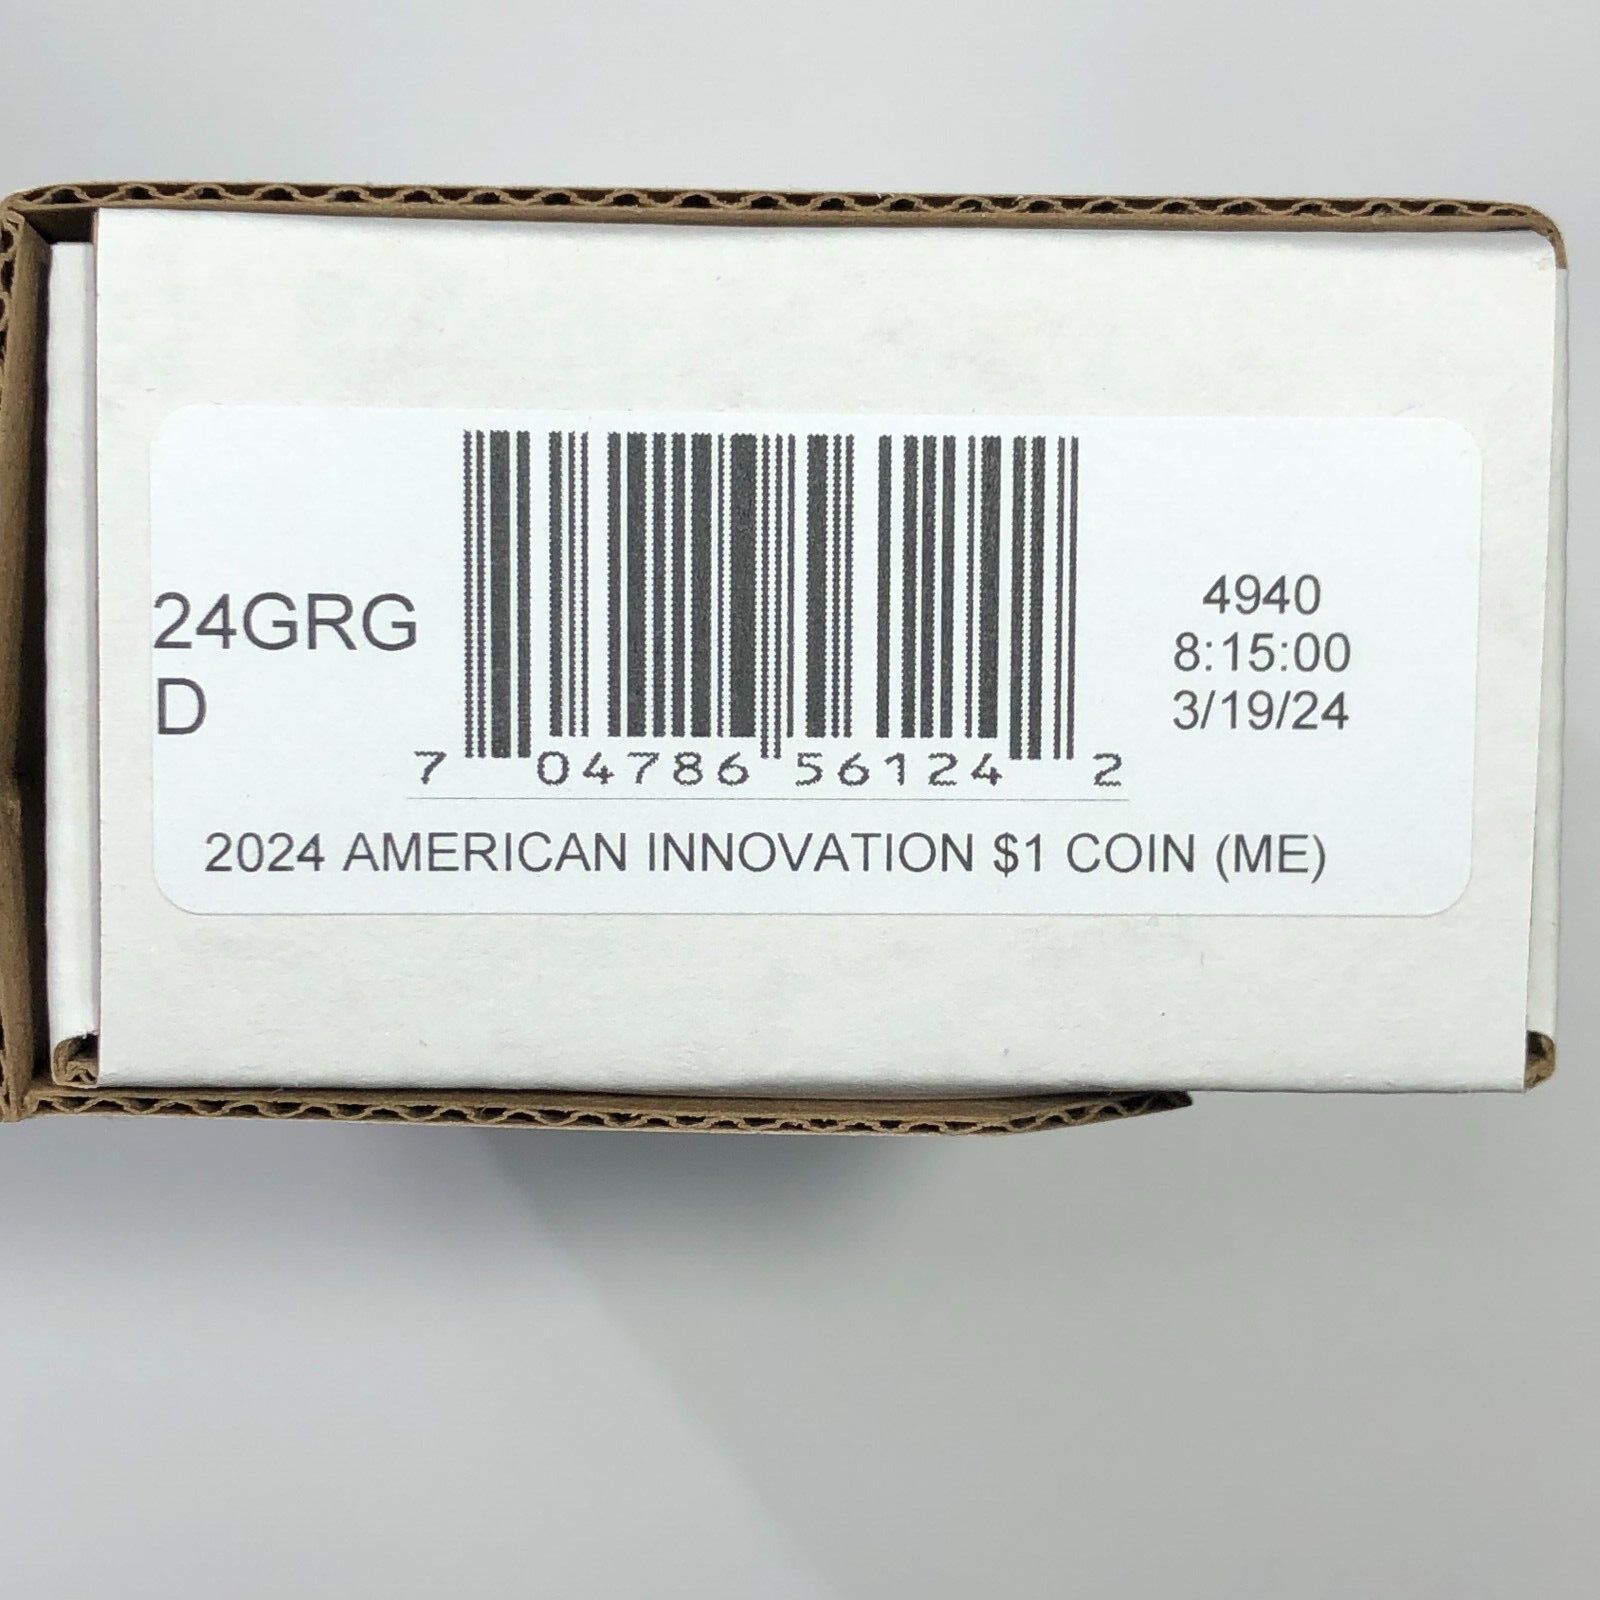 24GRG
D
7 04786 56124 2
4940
8:15:00
3/19/24
2024 AMERICAN INNOVATION $1 COIN (ME)